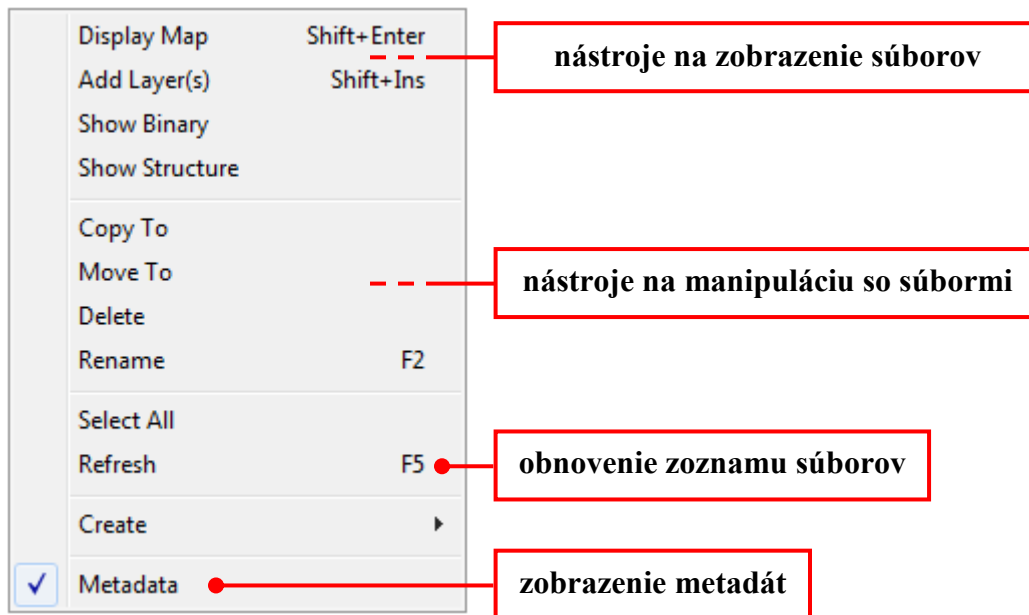 Display Map Shift+Enter
nástroje na zobrazenie súborov
Add Layer(s) Shift+Ins
Show Binary
Show Structure
Copy To
Move To
nástroje na manipuláciu so súbormi
Delete
Rename F2
Select All
Refresh F5
obnovenie zoznamu súborov
Create
Metadata
zobrazenie metadát